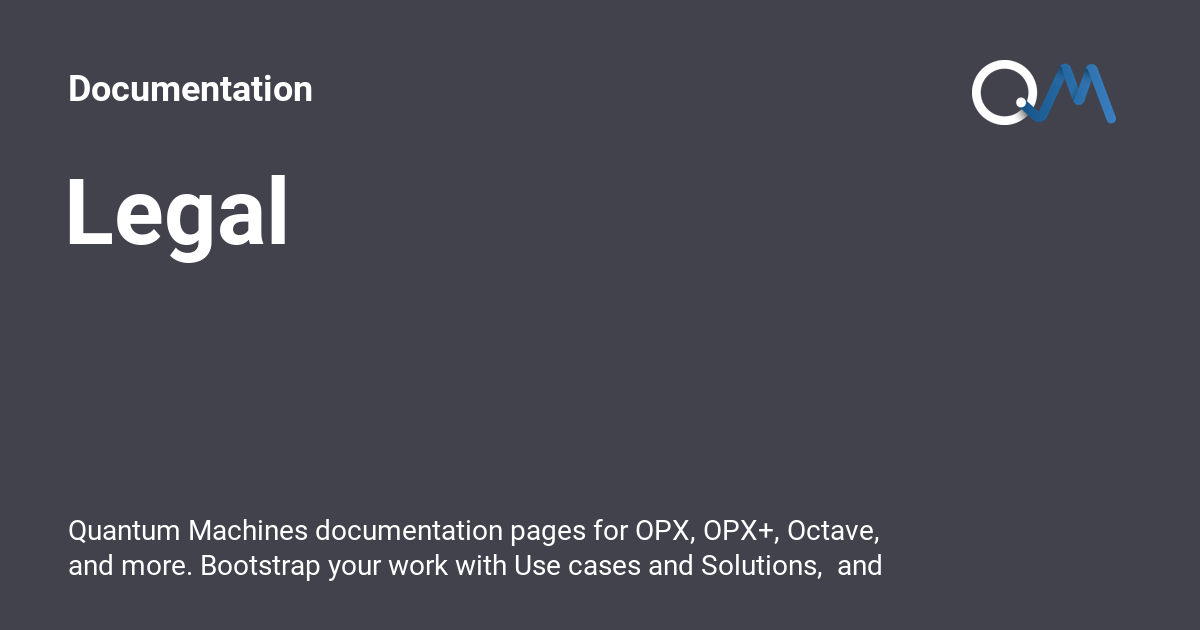 Documentation
QM
Legal
Quantum Machines documentation pages for OPX, OPX+, Octave,
and more. Bootstrap your work with Use cases and Solutions,  and